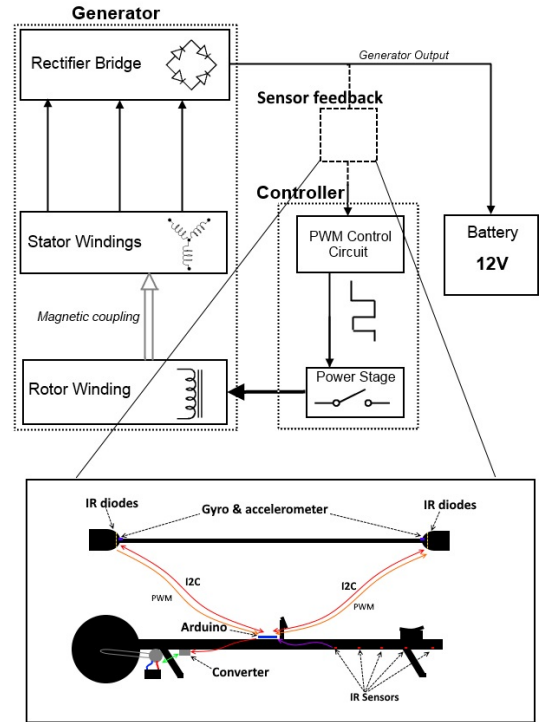 Generator
Rectifier Bridge
Generator Output
Sensor feedback
Controller
Stator Windings
PWM Control
Circuit
Battery
12V
Magnetic coupling
Rotor Winding
Power Stage
IR diodes
Gyro & accelerometer
IR diodes
I2C
PWM
I2C
PWM
Arduino
Converter
IR Sensors